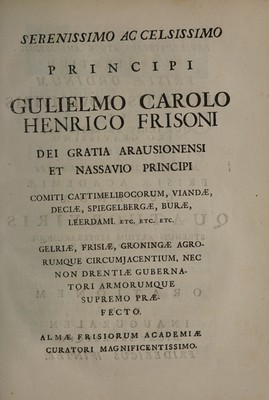 SERENISSIMO AC CELSISSIMO
PRINCIPI
GULIELMO CAROLO
HENRICO FRISONI
DEI GRATIA ARAUSIONENSI
ET NASSAVIO PRINCIPI
COMITI CATTIMELIBOCORUM, VIANDÆ,
DECIÆ, SPIEGELBERGÆ, BURÆ,
LEERDAMI. ETC. ETC. ETC.
GELRIÆ, FRISIÆ, GRONINGÆ AGRO-
RUMQUE CIRCUMJACENTIUM, NEC
NON DRENTIÆ GUBERNA-
TORI ARMORUMQUE
SUPREMO PRÆ-
FECTO.
ALMÆ FRISIORUM ACADEMIÆ
CURATORI MAGNIFICENTISSIMO.